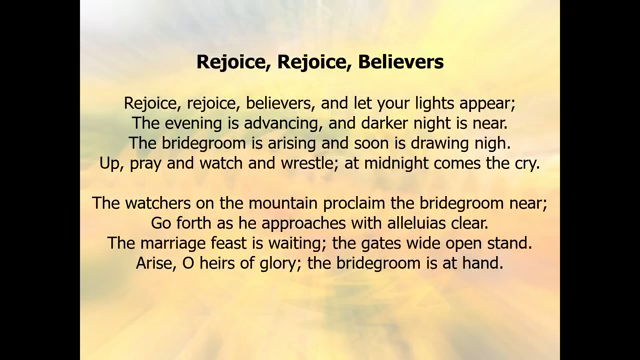 Rejoice, Rejoice, Believers
Rejoice, rejoice, believers, and let your lights appear;
The evening is advancing, and darker night is near.
The bridegroom is arising and soon is drawing nigh.
Up, pray and watch and wrestle; at midnight comes the cry.
The watchers on the mountain proclaim the bridegroom near;
Go forth as he approaches with alleluias clear.
The marriage feast is waiting; the gates wide open stand.
Arise, O heirs of glory; the bridegroom is at hand.